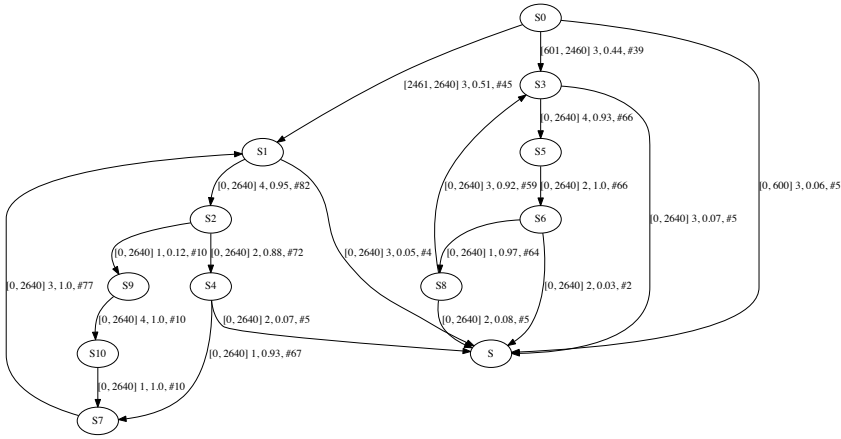 S0
[601, 2460] 3, 0.44, #39
[2461, 2640] 3, 0.51, #45
S3
[0, 2640] 4, 0.93, #66
S1
S5
[0, 2640] 4, 0.95, #82
[0, 2640] 3, 0.92, #59
[0, 2640] 2, 1.0, #66
[0, 600] 3, 0.06, #5
S2
S6
[0, 2640] 3, 0.07, #5
[0, 2640] 1, 0.12, #10
[0, 2640] 2, 0.88, #72
[0, 2640] 3, 0.05, #4
[0, 2640] 1, 0.97, #64
[0, 2640] 3, 1.0, #77
S9
S4
S8
[0, 2640] 2, 0.03, #2
[0, 2640] 4, 1.0, #10
[0, 2640] 2, 0.07, #5
[0, 2640] 2, 0.08, #5
S10
[0, 2640] 1, 0.93, #67
S
[0, 2640] 1, 1.0, #10
S7